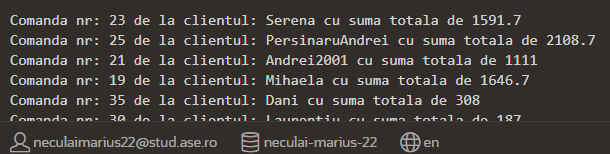 Comanda nr: 23 de la clientul: Serena cu suma totala de 1591.7
Comanda nr: 25 de la clientul: PersinaruAndrei cu suma totala de 2108.7
Comanda nr: 21 de la clientul: Andrei2001 cu suma totala de 1111
Comanda nr: 19 de la clientul: Mihaela cu suma totala de 1646.7
Comanda nr: 35 de la clientul: Dani cu suma totala de 308
Comanda nr: 30 de la clientul: Laurentiu cu suma totala de 187
neculaimarius22@stud.ase.ro neculai-marius-22 en